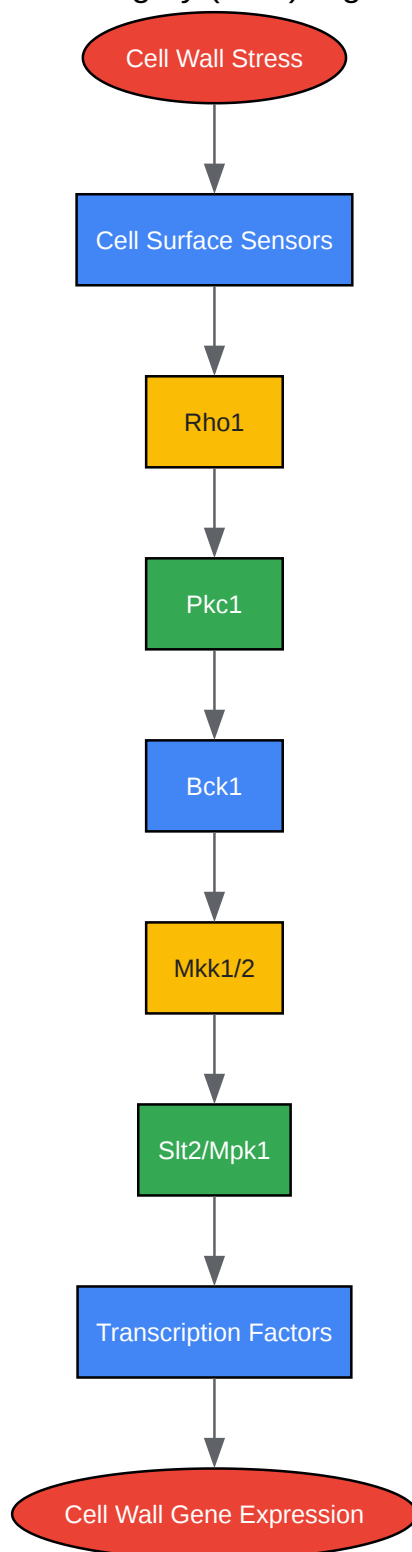 Cell Wall Stress
Cell Surface Sensors
Rho1
Pkc1
Bck1
Mkk1/2
Slt2/Mpk1
Transcription Factors
Cell Wall Gene Expression